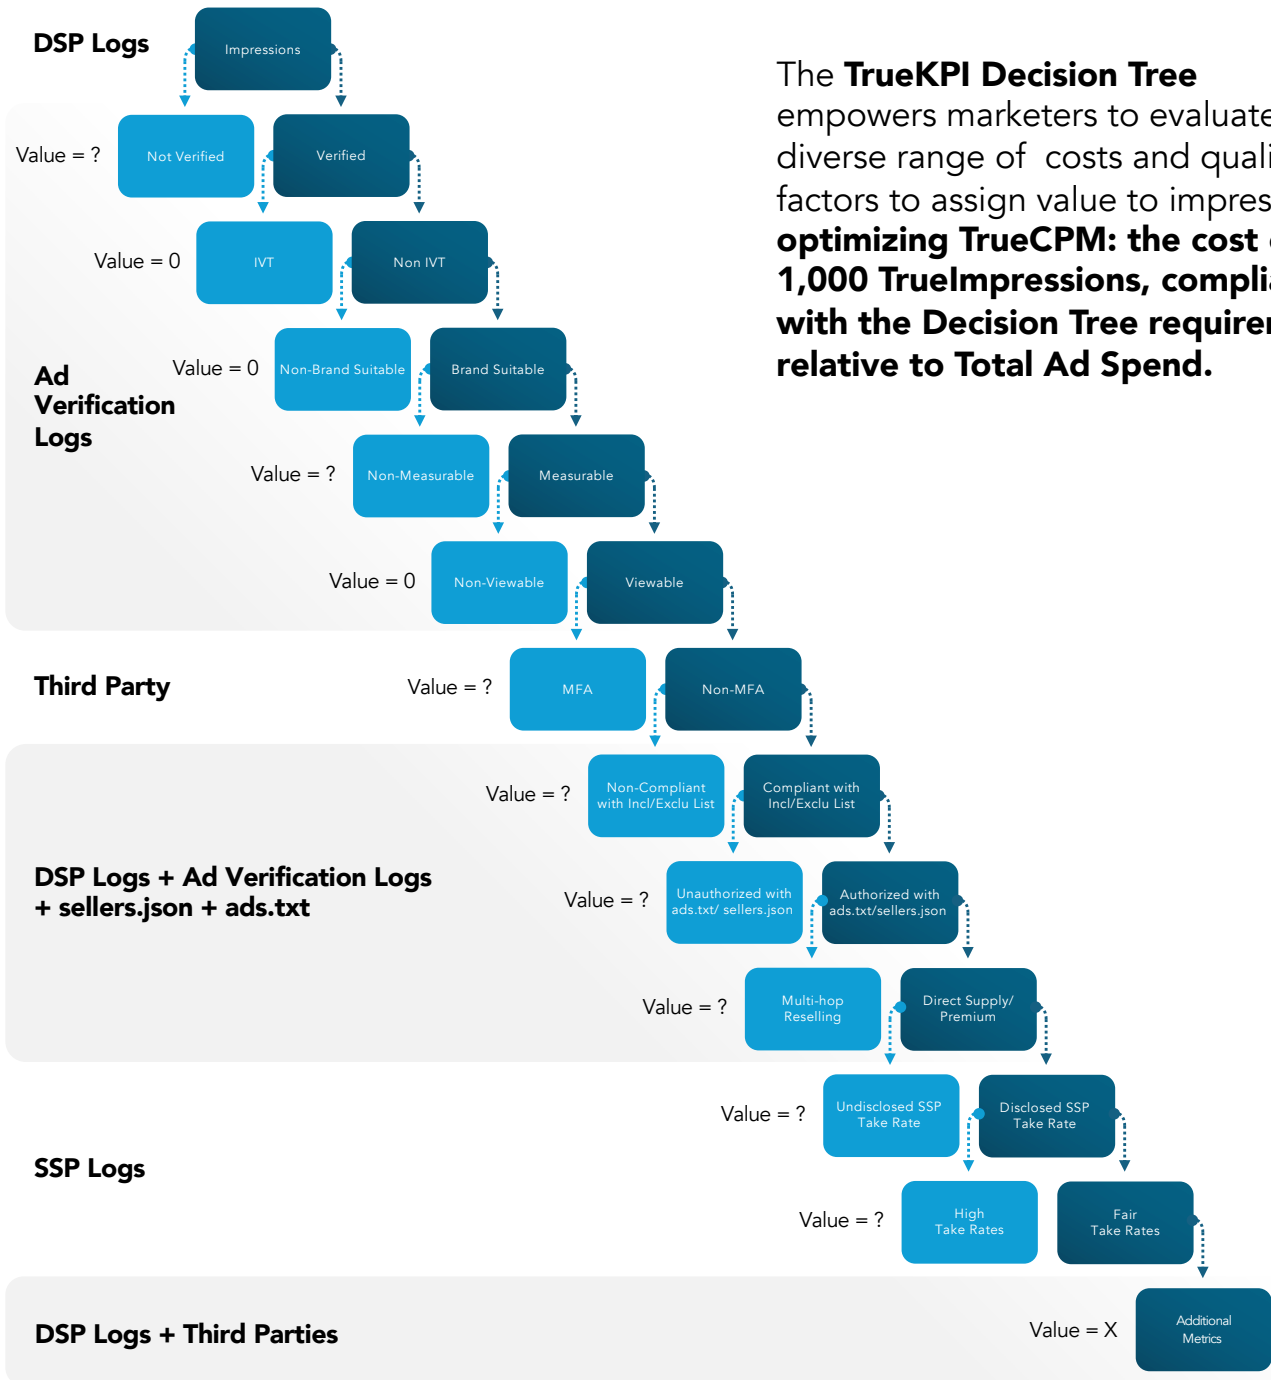 DSP Logs
Impressions
The TrueKPI Decision Tree
empowers marketers to evaluate
diverse range of costs and quali
factors to assign value to impres
optimizing TrueCPM: the cost
1,000 TrueImpressions, complia
with the Decision Tree require
relative to Total Ad Spend.
Value = ?
Not Verified
Verified
Value = 0
IVT
Non IVT
Ad
Verification
Logs
Value = 0
Non-Brand Suitable
Brand Suitable
Value = ?
Non-Measurable
Measurable
Value = 0
Non-Viewable
Viewable
Third Party
Value = ?
MFA
Non-MFA
Value = ?
Non-Compliant
with Incl/Exclu List
Compliant with
Incl/Exclu List
DSP Logs + Ad Verification Logs
+ sellers.json + ads.txt
Value = ?
Unauthorized with
ads.txt/ sellers.json
Authorized with
ads.txt/sellers.json
Value = ?
Multi-hop
Reselling
Direct Supply/
Premium
Value = ?
Undisclosed SSP
Take Rate
Disclosed SSP
Take Rate
SSP Logs
Value = ?
High
Take Rates
Fair
Take Rates
DSP Logs + Third Parties
Value = X
Additional
Metrics